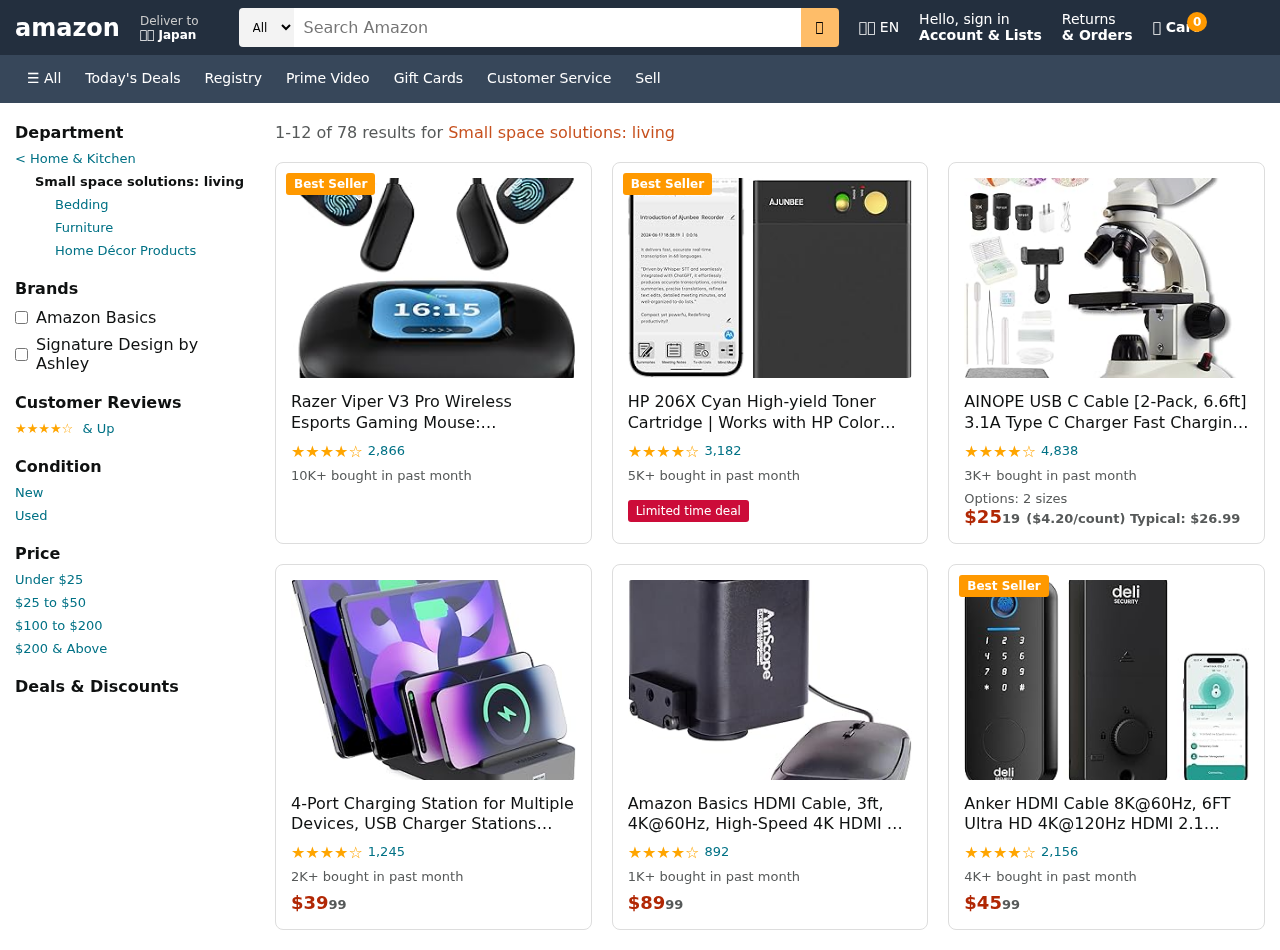 amazon
Deliver to
Japan
All
Search Amazon
EN
Hello, sign in
Account & Lists
Returns
& Orders
0
☰ All
Today's Deals
Registry
Prime Video
Gift Cards
Customer Service
Sell
Department
< Home & Kitchen
Small space solutions: living
Bedding
Furniture
Home Décor Products
Brands
Amazon Basics
Signature Design by
Ashley
Customer Reviews
★★★★☆ & Up
Condition
New
Used
Price
Under $25
$25 to $50
$100 to $200
$200 & Above
Deals & Discounts
1-12 of 78 results for Small space solutions: living
Best Seller
16:15
Razer Viper V3 Pro Wireless
Esports Gaming Mouse:...
★★★★☆ 2,866
10K+ bought in past month
Best Seller
Introduction of Ajunbee Recorder
AJUNBEE
HP 206X Cyan High-yield Toner
Cartridge | Works with HP Color...
★★★★☆ 3,182
5K+ bought in past month
Limited time deal
AINOPE USB C Cable [2-Pack, 6.6ft]
3.1A Type C Charger Fast Chargin...
★★★★☆ 4,838
3K+ bought in past month
Options: 2 sizes
$25 19 ($4.20/count) Typical: $26.99
4-Port Charging Station for Multiple
Devices, USB Charger Stations...
★★★★☆ 1,245
2K+ bought in past month
$39 99
AmScope
Amazon Basics HDMI Cable, 3ft,
4K@60Hz, High-Speed 4K HDMI ...
★★★★☆ 892
1K+ bought in past month
$89 99
Best Seller
deli
SECURITY
1 2 3
4 5 6
7 8 9
* 0 #
deli
Anker HDMI Cable 8K@60Hz, 6FT
Ultra HD 4K@120Hz HDMI 2.1...
★★★★☆ 2,156
4K+ bought in past month
$45 99